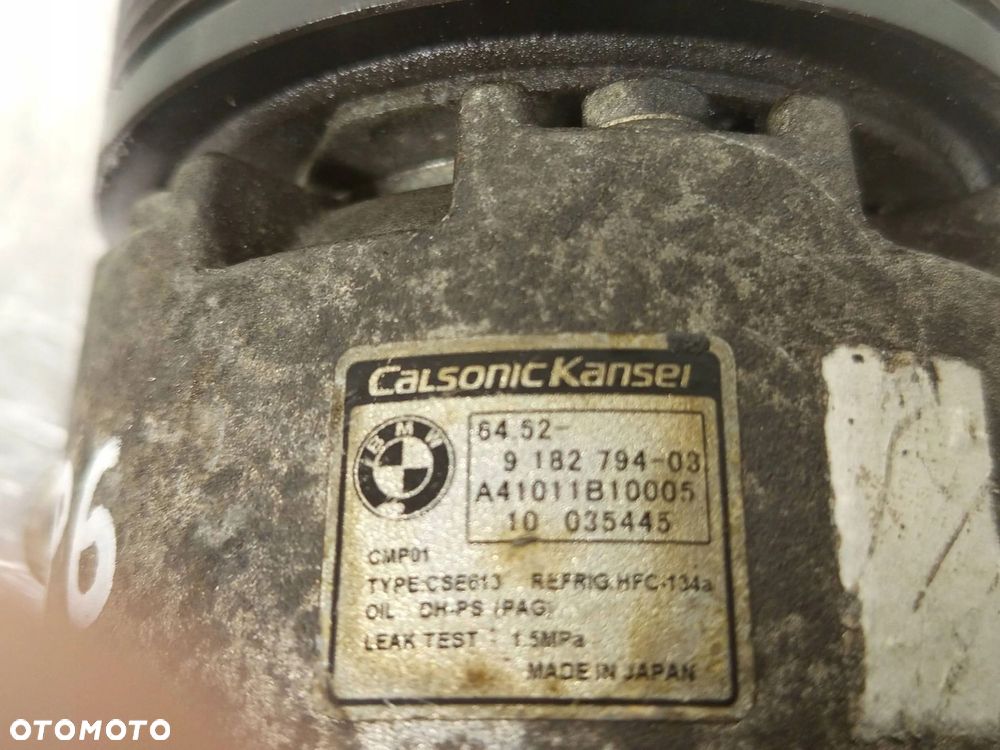 CalsonicKansei
BMW
64.52-
9 182 794-03
A41011B10005
10 035445
CMP01
TYPE:CSE613 REFRIG:HFC-134a
OIL : DH-PS (PAG)
LEAK TEST : 1.5MPa
MADE IN JAPAN
6
OTOMOTO